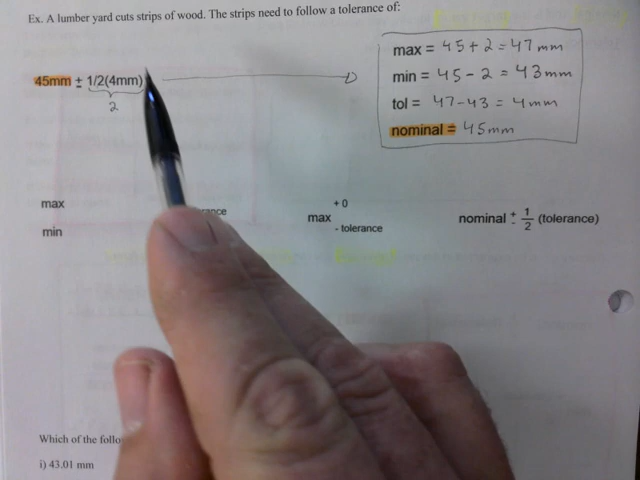 Ex. A lumber yard cuts strips of wood. The strips need to follow a tolerance of:
max = 45 + 2 = 47 mm
45mm ± 1/2(4mm)
2
min = 45 - 2 = 43 mm
tol = 47 - 43 = 4 mm
nominal = 45 mm
max
min
+ 0
max
- tolerance
nominal ± 1/2 (tolerance)
Which of the
i) 43.01 mm